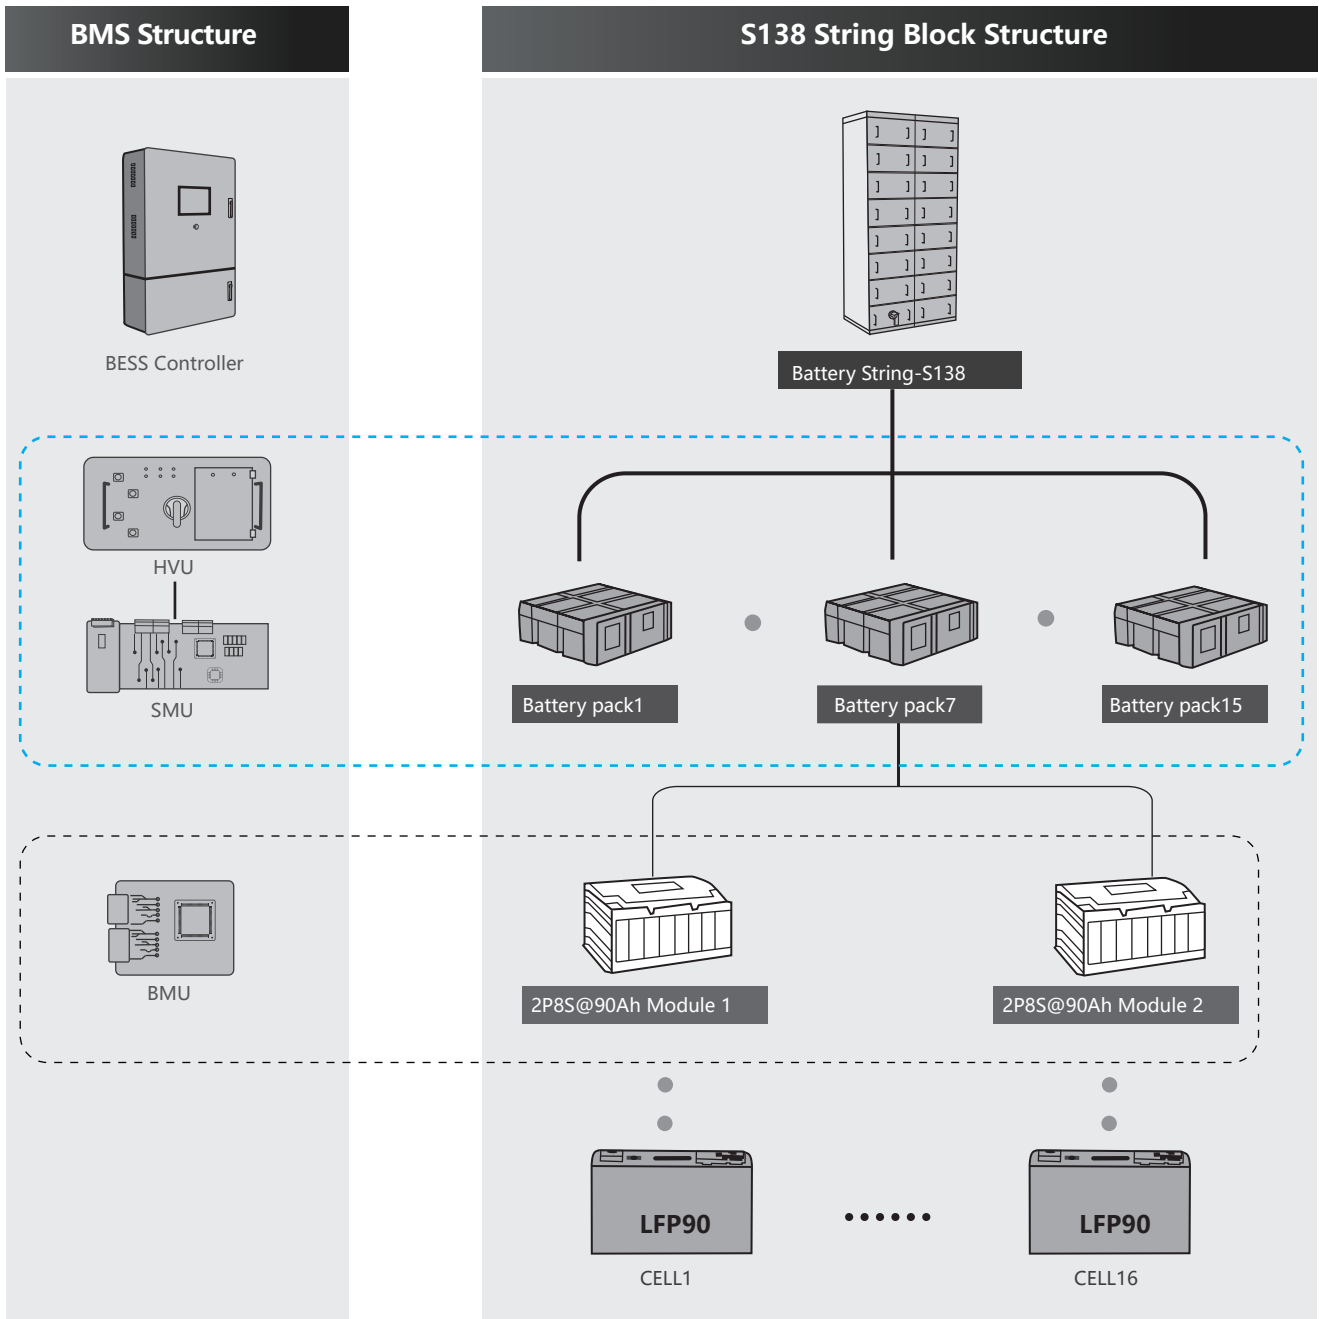 BMS Structure
S138 String Block Structure
BESS Controller
Battery String-S138
HVU
SMU
Battery pack1
Battery pack7
Battery pack15
BMU
2P8S@90Ah Module 1
2P8S@90Ah Module 2
LFP90
LFP90
CELL1
CELL16